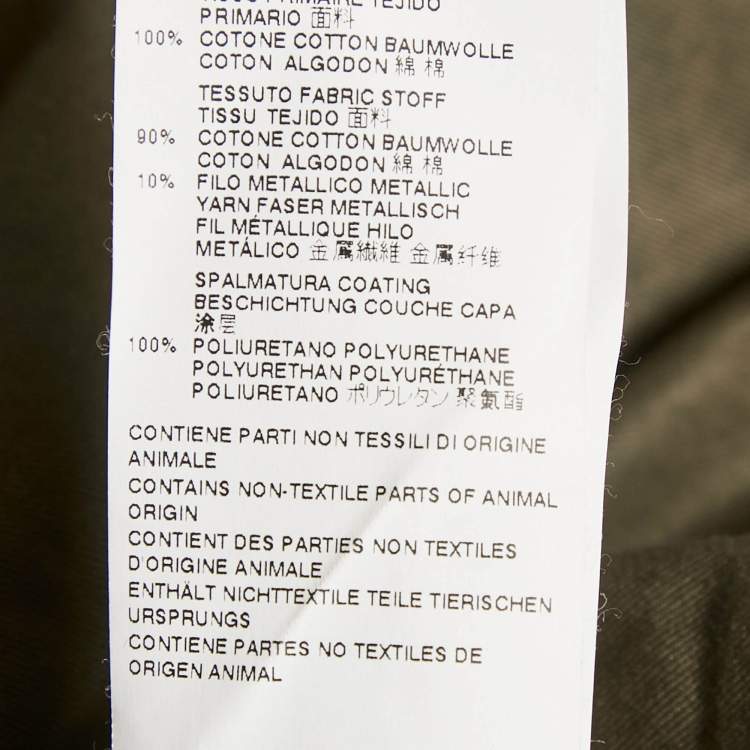 PRIMARIO 面料
100% COTONE COTTON BAUMWOLLE
COTON ALGODON 綿 棉
TESSUTO FABRIC STOFF
TISSU TEJIDO 面料
90% COTONE COTTON BAUMWOLLE
COTON ALGODON 綿 棉
10% FILO METALLICO METALLIC
YARN FASER METALLISCH
FIL MÉTALLIQUE HILO
METÁLICO 金属繊維 金属纤维
SPALMATURA COATING
BESCHICHTUNG COUCHE CAPA
涂层
100% POLIURETANO POLYURETHANE
POLYURETHAN POLYURÉTHANE
POLIURETANO ポリウレタン 聚氨酯
CONTIENE PARTI NON TESSILI DI ORIGINE
ANIMALE
CONTAINS NON-TEXTILE PARTS OF ANIMAL
ORIGIN
CONTIENT DES PARTIES NON TEXTILES
D'ORIGINE ANIMALE
ENTHÄLT NICHTTEXTILE TEILE TIERISCHEN
URSPRUNGS
CONTIENE PARTES NO TEXTILES DE
ORIGEN ANIMAL